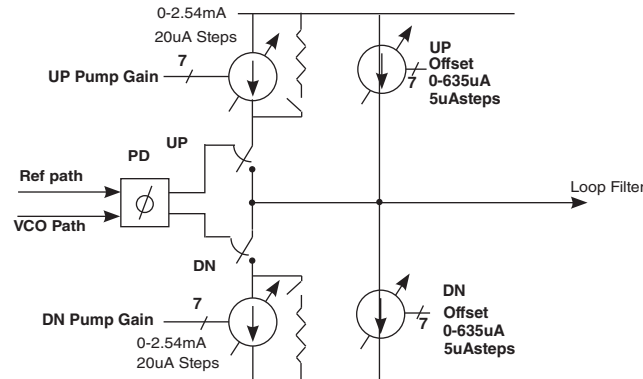 0-2.54mA
20uA Steps
7
UP Pump Gain
UP
Offset
0-635uA
7
5uAsteps
UP
PD
Ref path
Loop Filter
VCO Path
DN
7
DN Pump Gain
0-2.54mA
20uA Steps
DN
Offset
7
0-635uA
5uAsteps